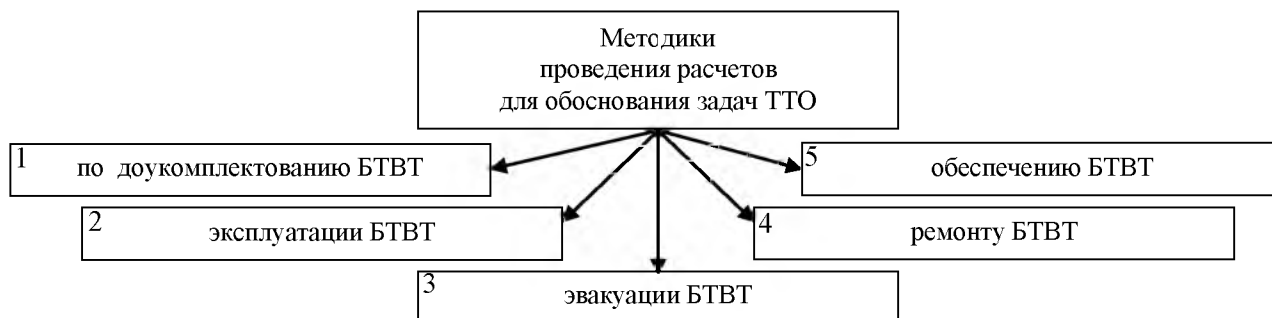 Методики
проведения расчетов
для обоснования задач ТТО
1 по доукомплектованию БТВТ
5 обеспечению БТВТ
2 эксплуатации БТВТ
4 ремонту БТВТ
3 эвакуации БТВТ